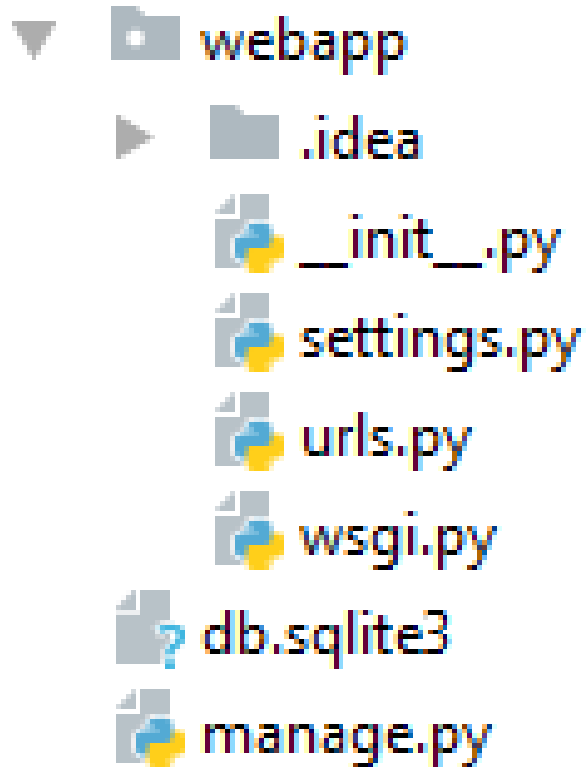 webapp
.idea
__init__.py
settings.py
urls.py
wsgi.py
db.sqlite3
manage.py